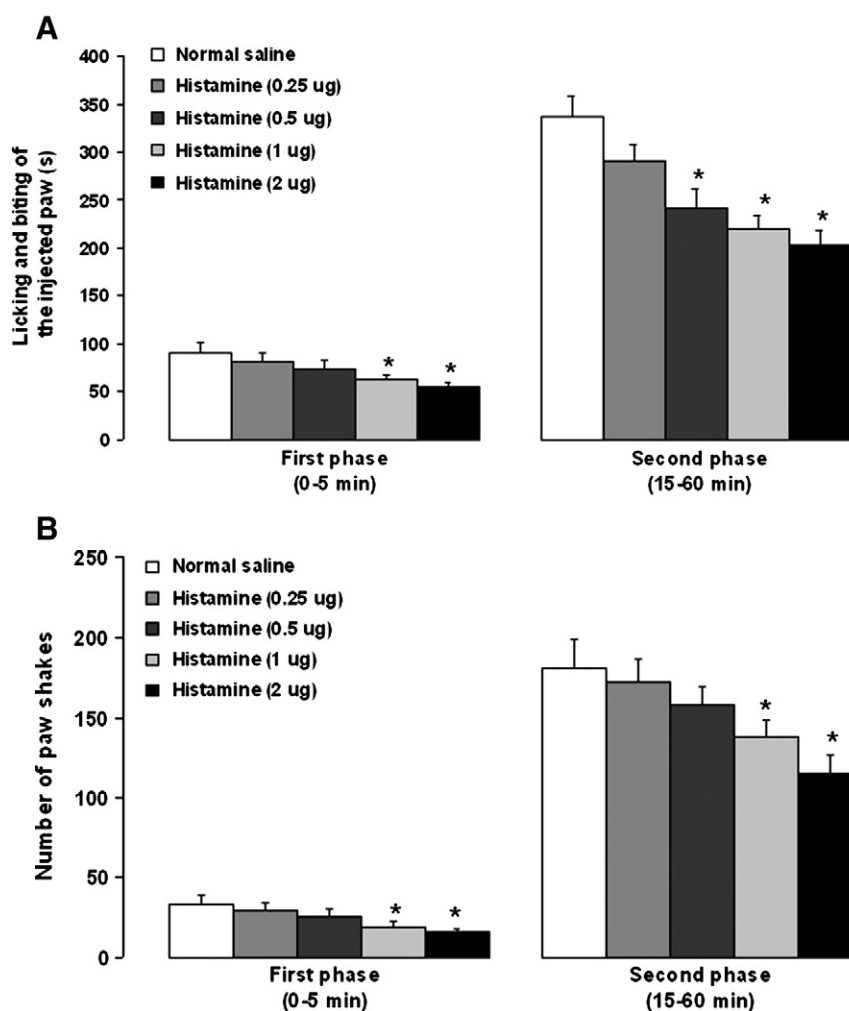 A
Licking and biting of
the injected paw (s)
400
350
300
250
200
150
100
50
0
Normal saline
Histamine (0.25 ug)
Histamine (0.5 ug)
Histamine (1 ug)
Histamine (2 ug)
* * * * *
First phase
(0-5 min)
Second phase
(15-60 min)
B
Number of paw shakes
250
200
150
100
50
0
Normal saline
Histamine (0.25 ug)
Histamine (0.5 ug)
Histamine (1 ug)
Histamine (2 ug)
* * * *
First phase
(0-5 min)
Second phase
(15-60 min)